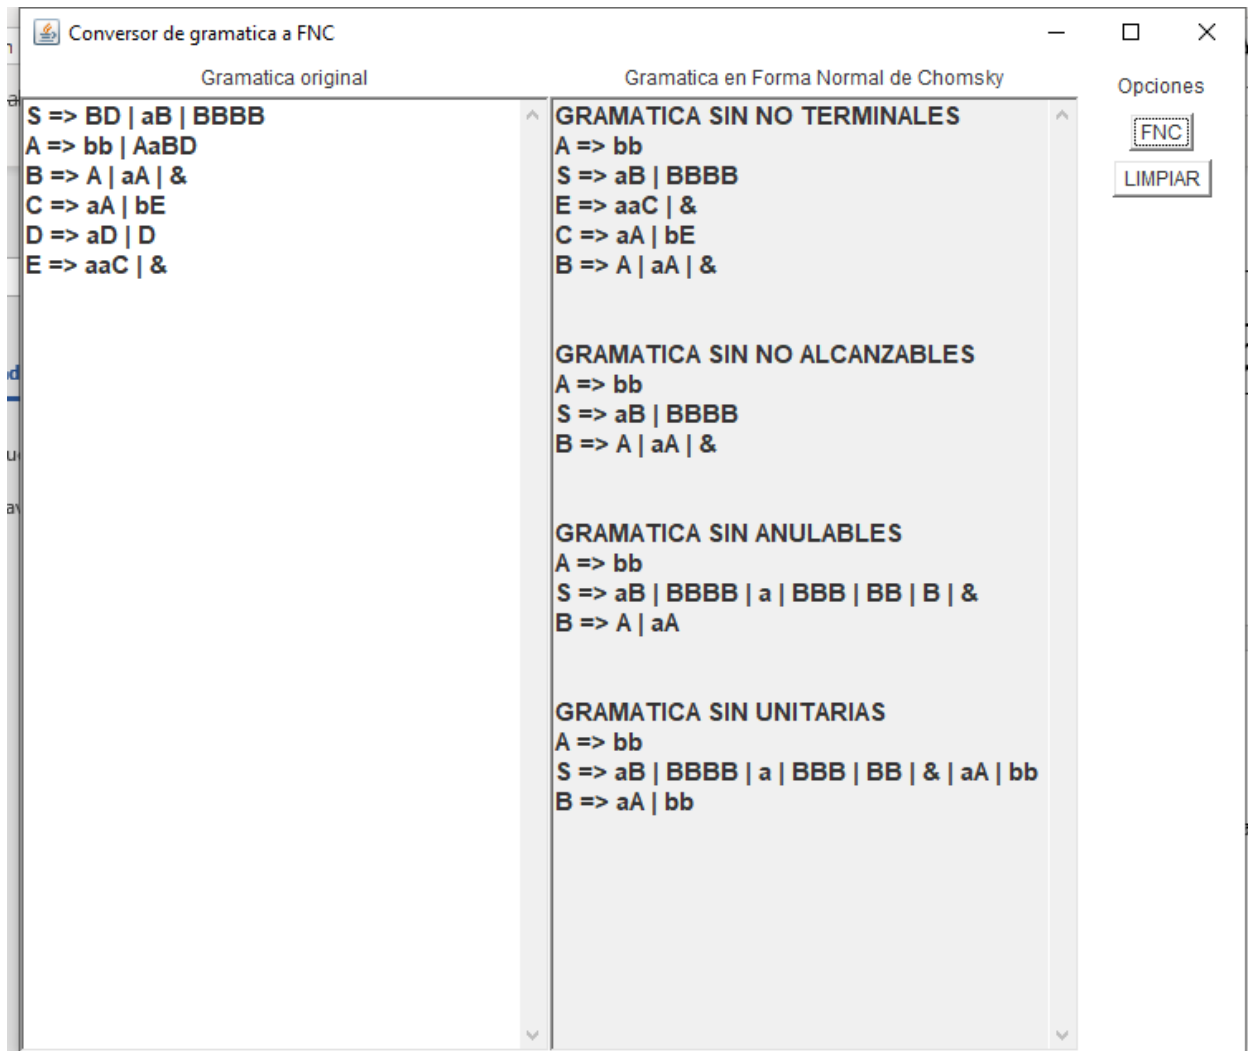 Conversor de gramatica a FNC
Gramatica original
S => BD | aB | BBBB
A => bb | AaBD
B => A | aA | &
C => aA | bE
D => aD | D
E => aaC | &
Gramatica en Forma Normal de Chomsky
GRAMATICA SIN NO TERMINALES
A => bb
S => aB | BBBB
E => aaC | &
C => aA | bE
B => A | aA | &
GRAMATICA SIN NO ALCANZABLES
A => bb
S => aB | BBBB
B => A | aA | &
GRAMATICA SIN ANULABLES
A => bb
S => aB | BBBB | a | BBB | BB | B | &
B => A | aA
GRAMATICA SIN UNITARIAS
A => bb
S => aB | BBBB | a | BBB | BB | & | aA | bb
B => aA | bb
Opciones
FNC
LIMPIAR